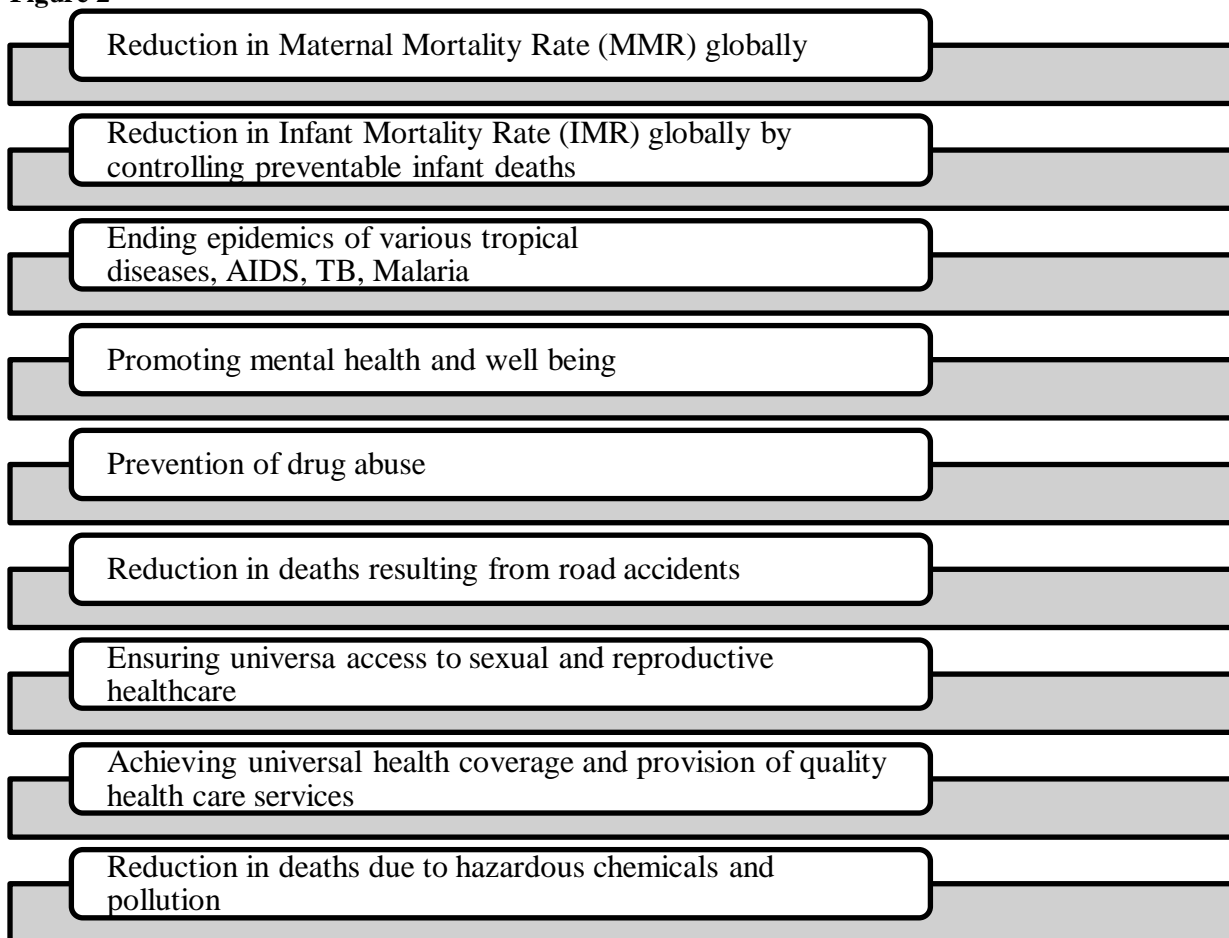 Figure 2
Reduction in Maternal Mortality Rate (MMR) globally
Reduction in Infant Mortality Rate (IMR) globally by
controlling preventable infant deaths
Ending epidemics of various tropical
diseases, AIDS, TB, Malaria
Promoting mental health and well being
Prevention of drug abuse
Reduction in deaths resulting from road accidents
Ensuring universa access to sexual and reproductive
healthcare
Achieving universal health coverage and provision of quality
health care services
Reduction in deaths due to hazardous chemicals and
pollution